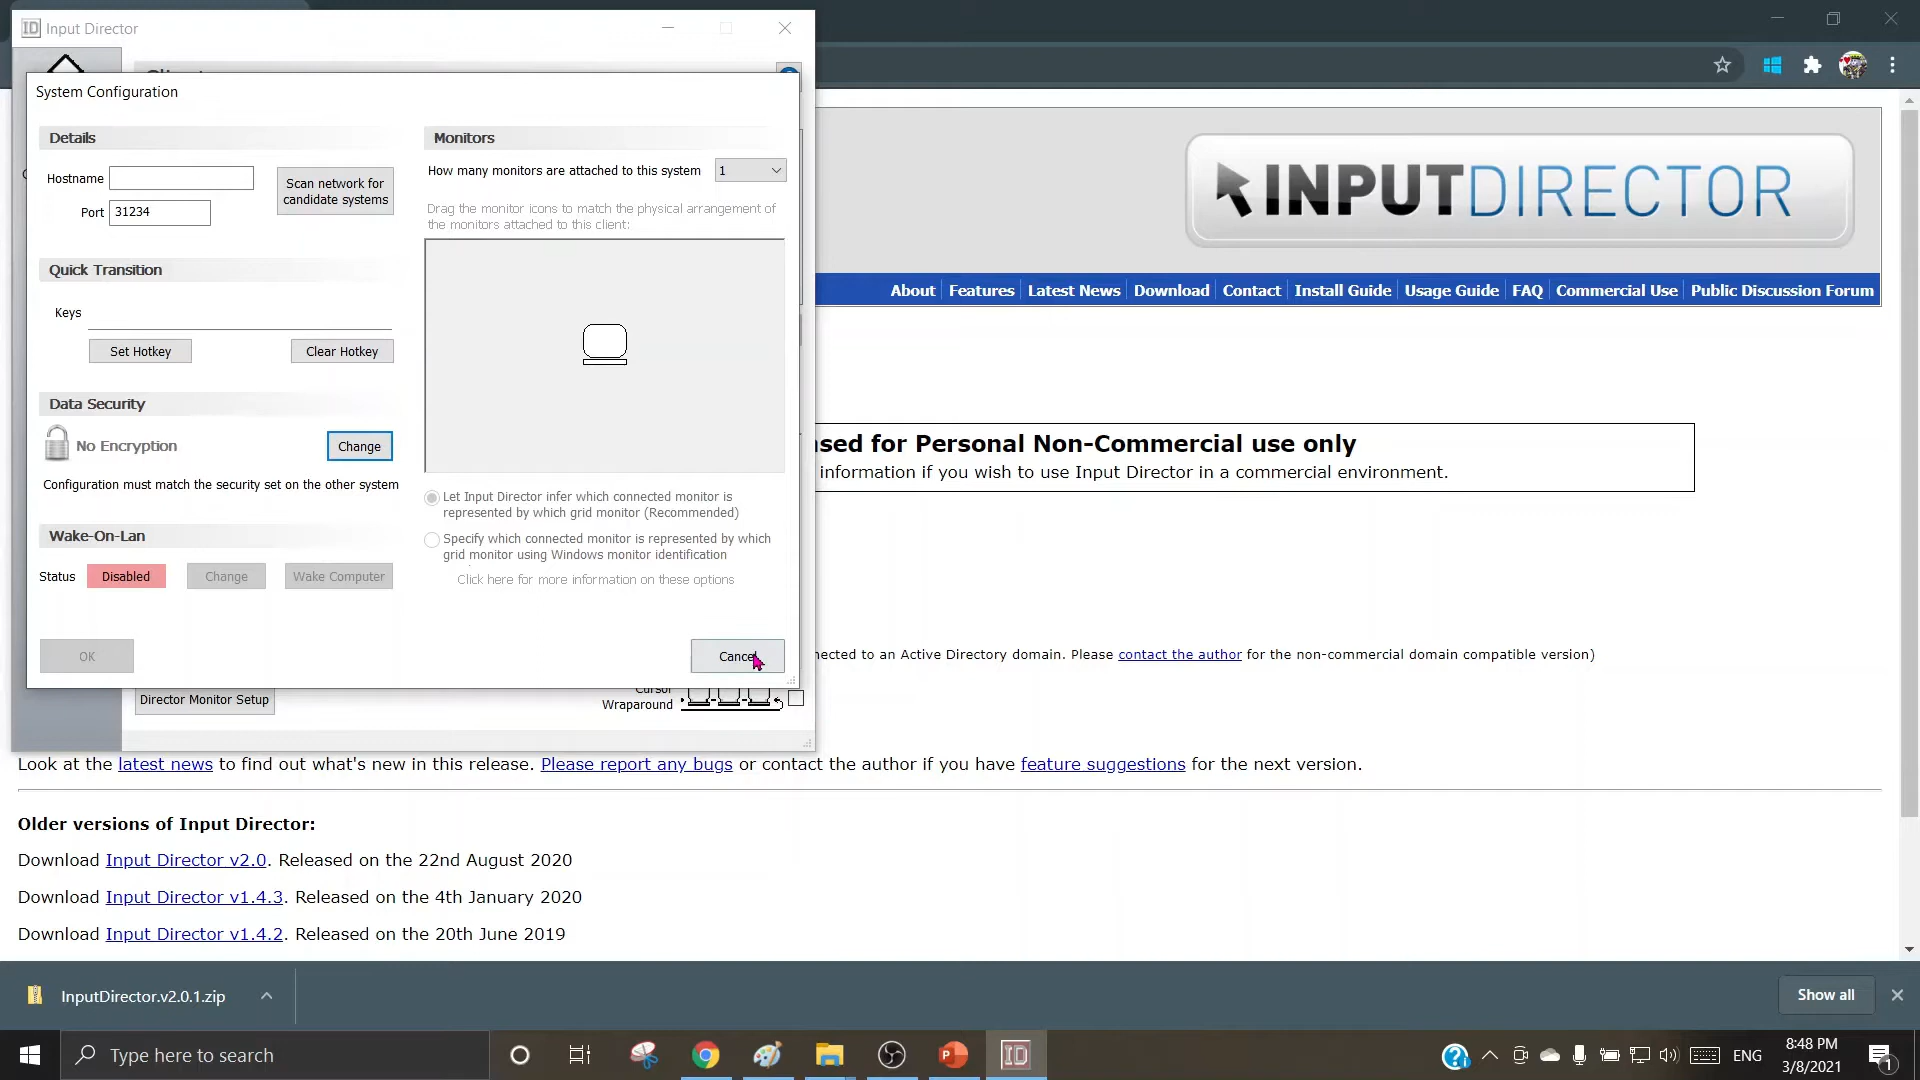 Input Director
System Configuration
Details
Hostname
Scan network for
candidate systems
Port 31234
Quick Transition
Keys
Set Hotkey
Clear Hotkey
Data Security
No Encryption
Change
Configuration must match the security set on the other system
Wake-On-Lan
Status Disabled Change Wake Computer
OK
Monitors
How many monitors are attached to this system 1
Drag the monitor icons to match the physical arrangement of
the monitors attached to this client:
Let Input Director infer which connected monitor is
represented by which grid monitor (Recommended)
Specify which connected monitor is represented by which
grid monitor using Windows monitor identification
Click here for more information on these options
Cancel
Director Monitor Setup
Cursor
Wraparound
INPUTDIRECTOR
About Features Latest News Download Contact Install Guide Usage Guide FAQ Commercial Use Public Discussion Forum
for Personal Non-Commercial use only
information if you wish to use Input Director in a commercial environment.
to an Active Directory domain. Please contact the author for the non-commercial domain compatible version)
Look at the latest news to find out what's new in this release. Please report any bugs or contact the author if you have feature suggestions for the next version.
Older versions of Input Director:
Download Input Director v2.0. Released on the 22nd August 2020
Download Input Director v1.4.3. Released on the 4th January 2020
Download Input Director v1.4.2. Released on the 20th June 2019
InputDirector.v2.0.1.zip
Show all
Type here to search
ENG
8:48 PM
3/8/2021
1